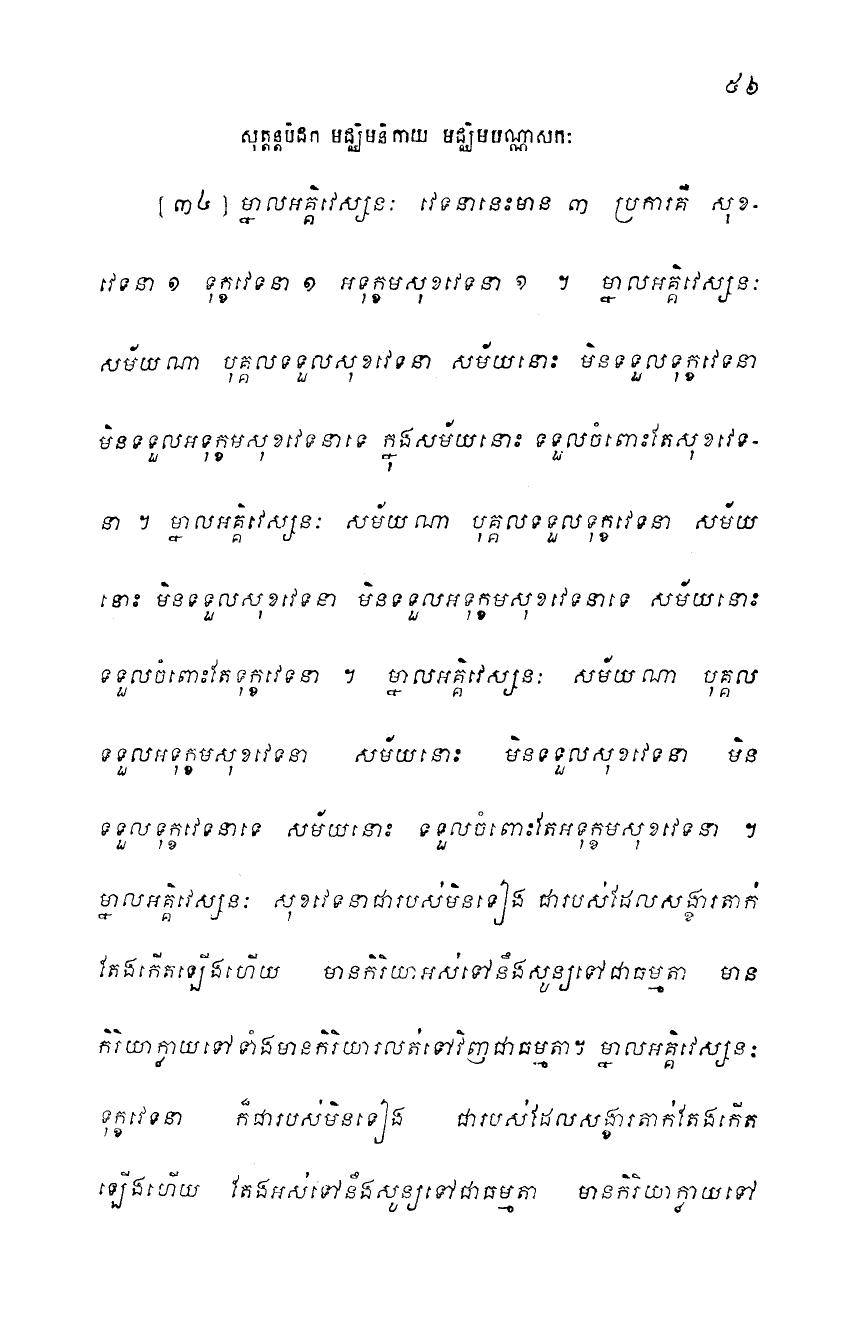 ៥៦
សុត្តន្តបិដក មជ្ឈិមនិកាយ មជ្ឈិមបណ្ណាសកៈ
[៣៤] ម្នាលអគ្គិវេស្សនៈ វេទនានេះមាន ៣ ប្រការគឺ សុខ-
វេទនា ១ ទុក្ខវេទនា ១ អទុក្ខមសុខវេទនា ១ ។ ម្នាលអគ្គិវេស្សនៈ
សម័យណា បុគ្គលទទួលសុខវេទនា សម័យនោះ មិនទទួលទុក្ខវេទនា
មិនទទួលអទុក្ខមសុខវេទនាទេ ក្នុងសម័យនោះ ទទួលចំពោះតែសុខវេទ-
នា ។ ម្នាលអគ្គិវេស្សនៈ សម័យណា បុគ្គលទទួលទុក្ខវេទនា សម័យ
នោះ មិនទទួលសុខវេទនា មិនទទួលអទុក្ខមសុខវេទនាទេ សម័យនោះ
ទទួលចំពោះតែទុក្ខវេទនា ។ ម្នាលអគ្គិវេស្សនៈ សម័យណា បុគ្គល
ទទួលអទុក្ខមសុខវេទនា សម័យនោះ មិនទទួលសុខវេទនា មិន
ទទួលទុក្ខវេទនាទេ សម័យនោះ ទទួលចំពោះតែអទុក្ខមសុខវេទនា ។
ម្នាលអគ្គិវេស្សនៈ សុខវេទនាជារបស់មិនទៀង ជារបស់ដែលសង្ខារតាក់
តែងកើតឡើងហើយ មានកិរិយាអស់ទៅនឹងសូន្យទៅជាធម្មតា មាន
កិរិយាក្ងាយទៅ ទាំងមានកិរិយារលត់ទៅវិញជាធម្មតា។ ម្នាលអគ្គិវេស្សនៈ
ទុក្ខវេទនា ក៏ជារបស់មិនទៀង ជារបស់ដែលសង្ខារតាក់តែងកើត
ឡើងហើយ តែងអស់ទៅនឹងសូន្យទៅជាធម្មតា មានកិរិយាក្ងាយទៅ